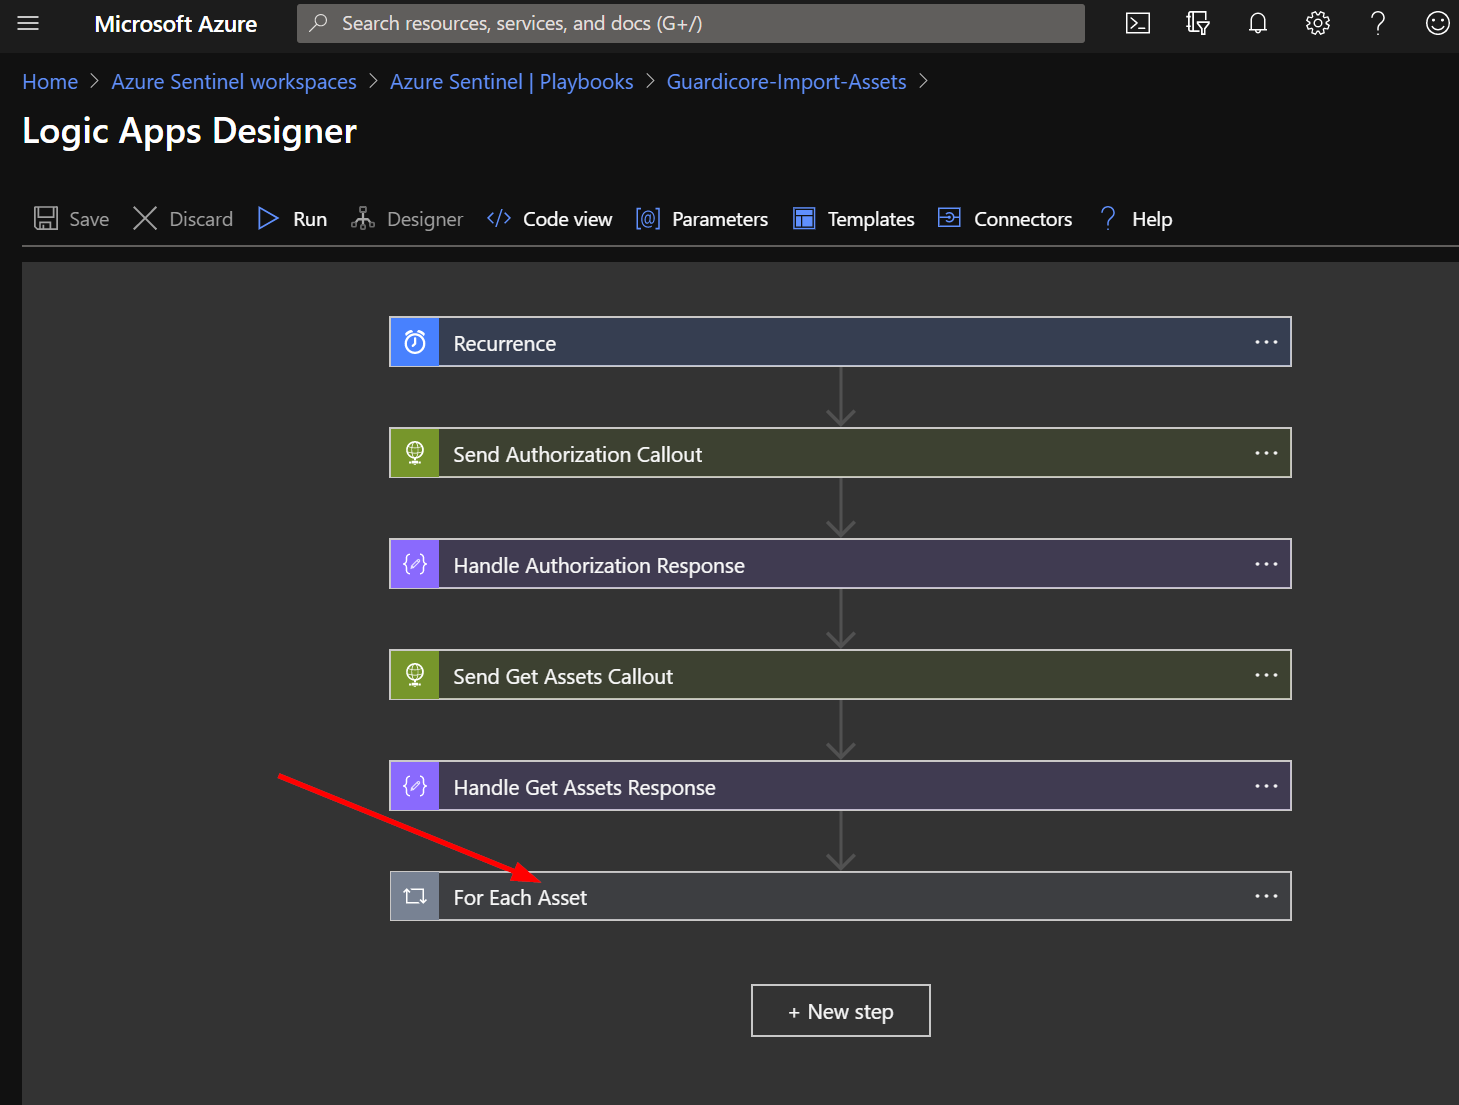 Microsoft Azure
Search resources, services, and docs (G+/)
Home > Azure Sentinel workspaces > Azure Sentinel | Playbooks > Guardicore-Import-Assets >
Logic Apps Designer
Save Discard Run Designer </> Code view [@] Parameters Templates Connectors ? Help
Recurrence ...
Send Authorization Callout ...
Handle Authorization Response ...
Send Get Assets Callout ...
Handle Get Assets Response ...
For Each Asset ...
+ New step